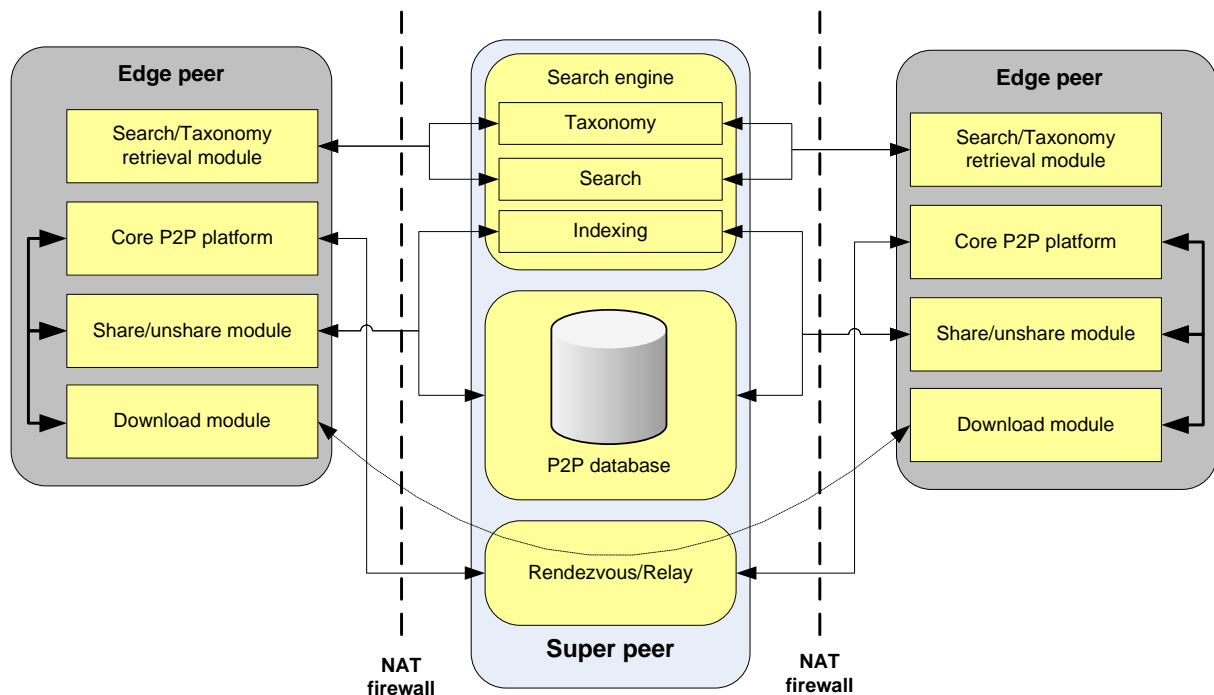 Edge peer
Search/Taxonomy
retrieval module
Core P2P platform
Share/unshare module
Download module
NAT
firewall
Search engine
Taxonomy
Search
Indexing
P2P database
Rendezvous/Relay
Super peer
NAT
firewall
Edge peer
Search/Taxonomy
retrieval module
Core P2P platform
Share/unshare module
Download module